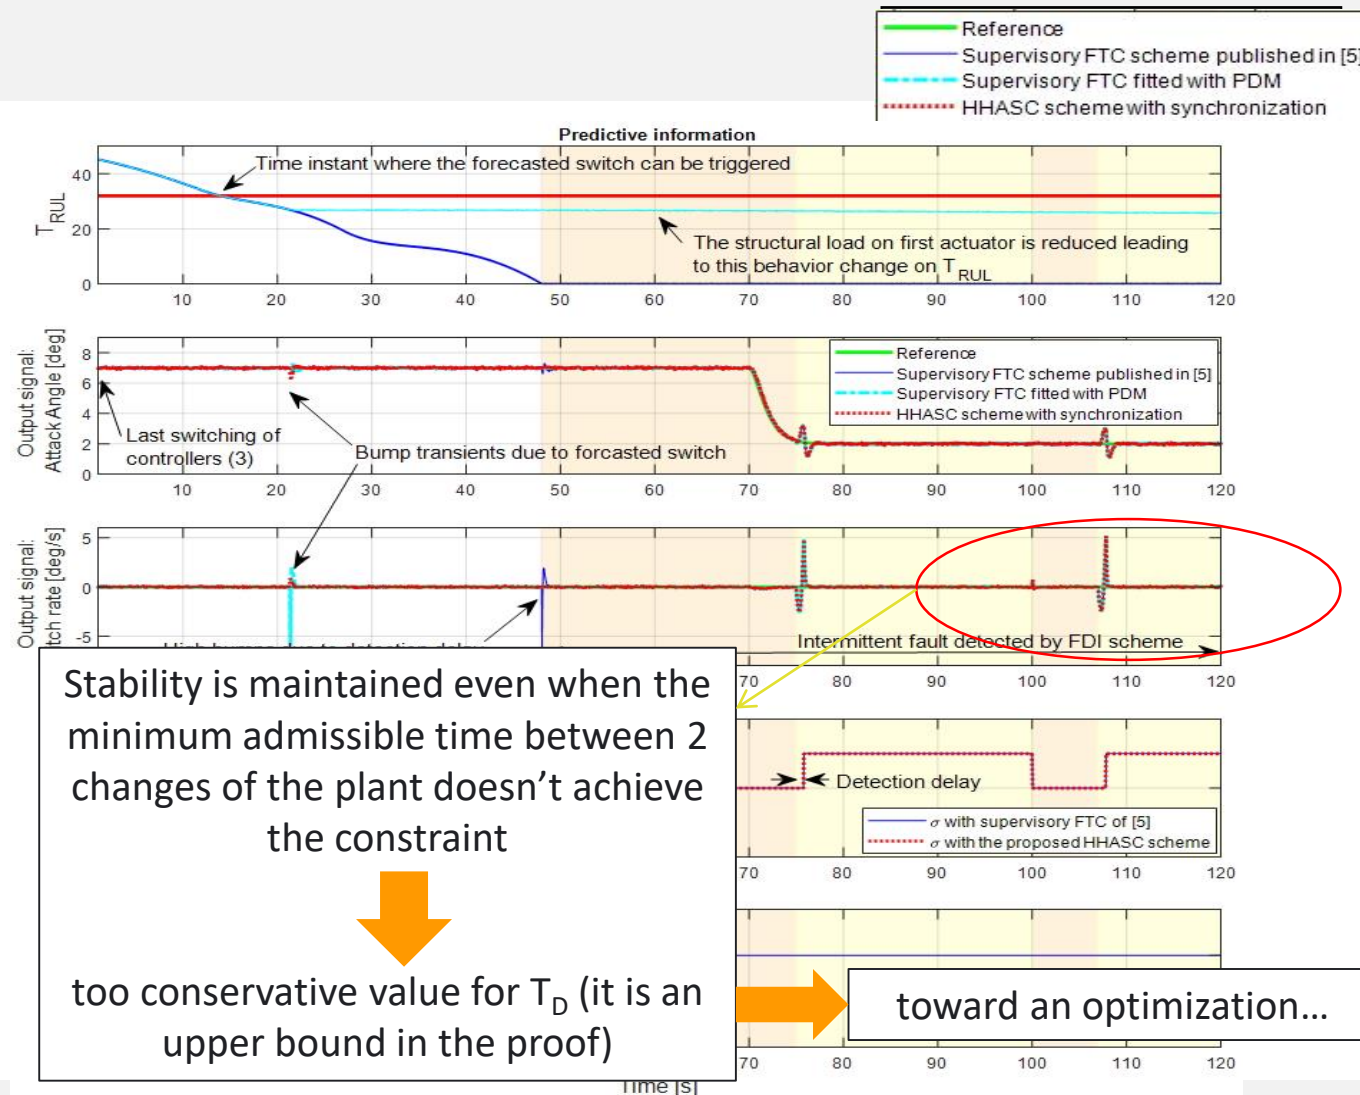 Reference
Supervisory FTC scheme published in [5]
Supervisory FTC fitted with PDM
HHASC scheme with synchronization
Predictive information
Time instant where the forecasted switch can be triggered
40
20
0
T_RUL
The structural load on first actuator is reduced leading
to this behavior change on T_RUL
10 20 30 40 50 60 70 80 90 100 110 120
Output signal:
Attack Angle [deg]
8
6
4
2
0
Reference
Supervisory FTC scheme published in [5]
Supervisory FTC fitted with PDM
HHASC scheme with synchronization
Last switching of
controllers (3)
Bump transients due to forcasted switch
10 20 30 40 50 60 70 80 90 100 110 120
Output signal:
tch rate [deg/s]
5
0
-5
Intermittent fault detected by FDI scheme
70 80 90 100 110 120
Stability is maintained even when the
minimum admissible time between 2
changes of the plant doesn’t achieve
the constraint
too conservative value for T_D (it is an
upper bound in the proof)
Detection delay
σ with supervisory FTC of [5]
σ with the proposed HHASC scheme
70 80 90 100 110 120
toward an optimization...
70 80 90 100 110 120
Time [s]